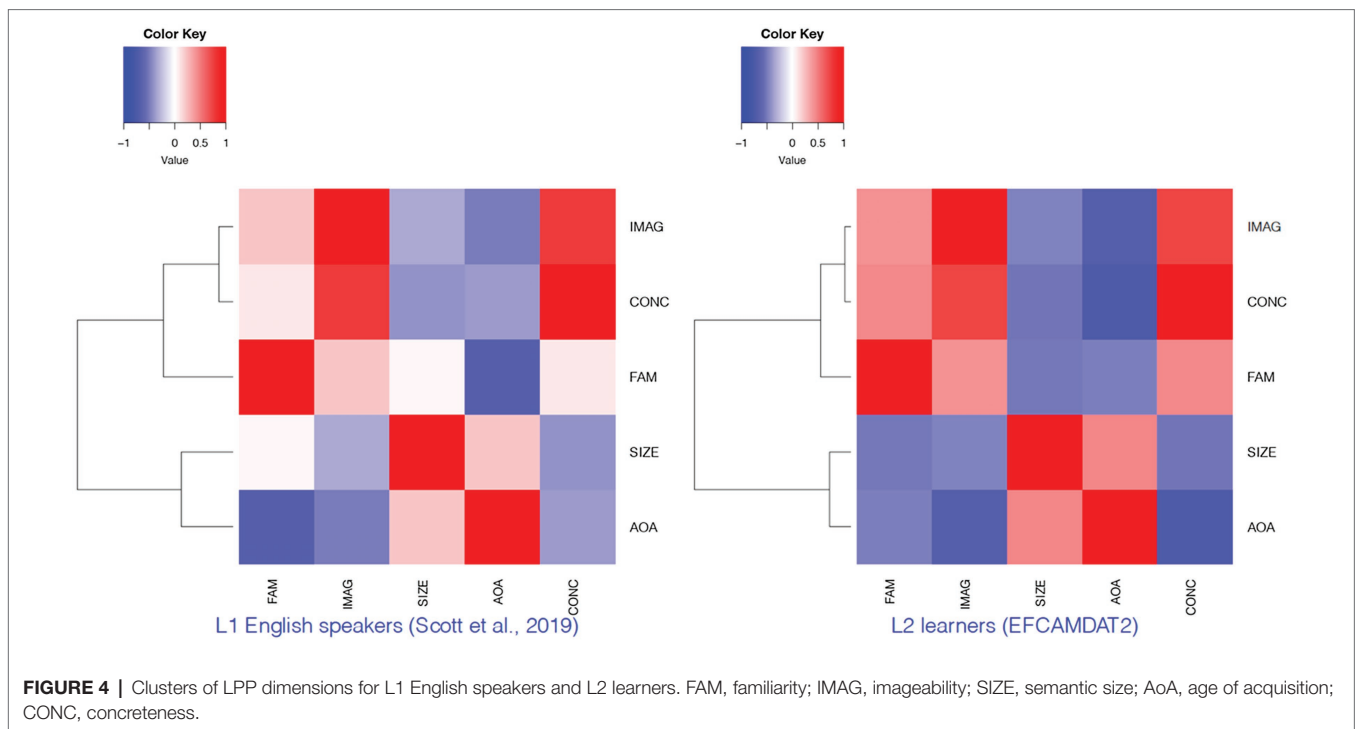 Color Key
−1 0 0.5 1
Value
IMAG
CONC
FAM
SIZE
AOA
FAM IMAG SIZE AOA CONC
L1 English speakers (Scott et al., 2019)
Color Key
−1 0 0.5 1
Value
IMAG
CONC
FAM
SIZE
AOA
FAM IMAG SIZE AOA CONC
L2 learners (EFCAMDAT2)
FIGURE 4 | Clusters of LPP dimensions for L1 English speakers and L2 learners. FAM, familiarity; IMAG, imageability; SIZE, semantic size; AoA, age of acquisition;
CONC, concreteness.